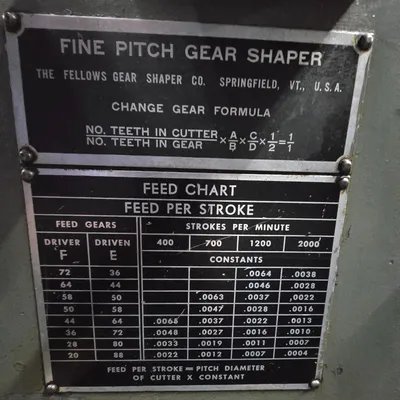 FINE PITCH GEAR SHAPER
THE FELLOWS GEAR SHAPER CO. SPRINGFIELD, VT., U.S.A.
CHANGE GEAR FORMULA
NO. TEETH IN CUTTER / NO. TEETH IN GEAR × A/B × C/D × 1/2 = 1/1
FEED CHART
FEED PER STROKE
FEED GEARS STROKES PER MINUTE
DRIVER F DRIVEN E 400 700 1200 2000
CONSTANTS
72 36 .0064 .0038
64 44 .0046 .0028
58 50 .0063 .0037 .0022
50 58 .0047 .0028 .0016
44 64 .0065 .0037 .0022 .0013
36 72 .0048 .0027 .0016 .0010
28 80 .0033 .0019 .0011 .0007
20 88 .0022 .0012 .0007 .0004
FEED PER STROKE = PITCH DIAMETER
OF CUTTER X CONSTANT